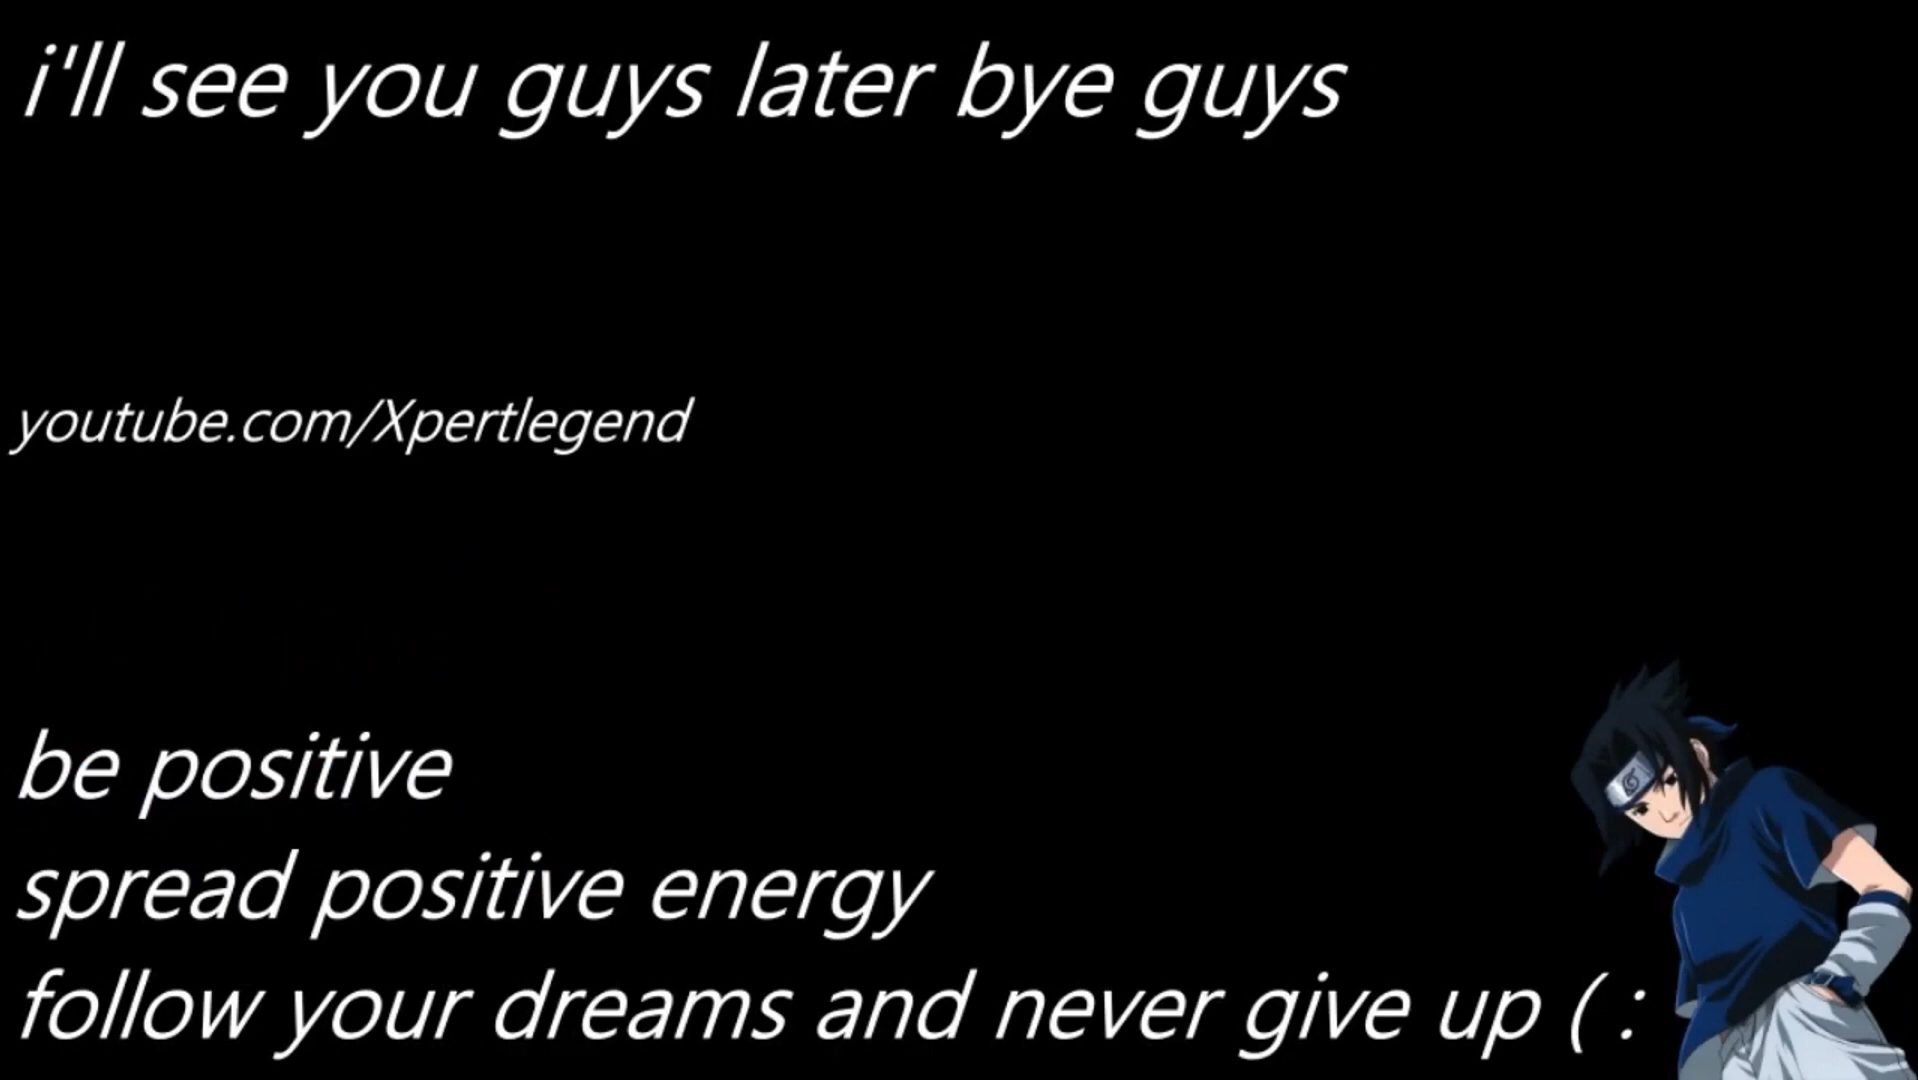 i'll see you guys later bye guys
youtube.com/Xpertlegend
be positive
spread positive energy
follow your dreams and never give up ( :